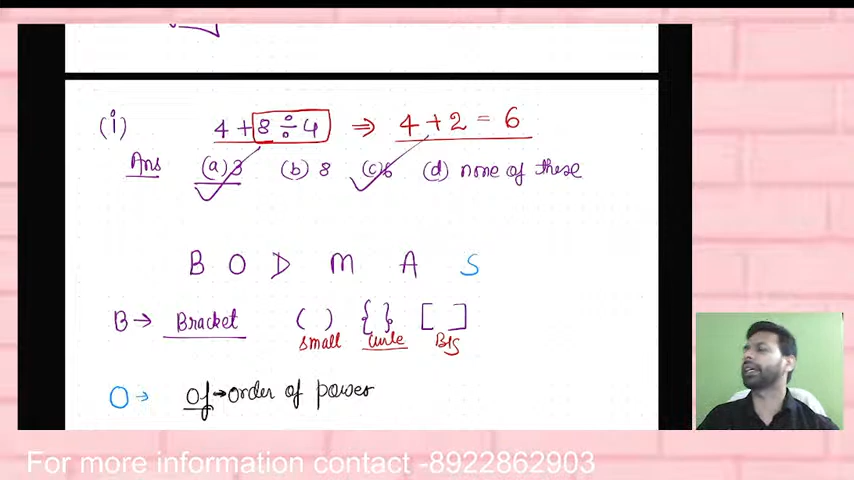 (i) 4 + 8 ÷ 4 ⇒ 4 + 2 = 6
Ans (a) 3 (b) 8 (c) 6 (d) none of these
B O D M A S
B → Bracket ( ) { } [ ]
small curle Big
O → Of → order of power
For more information contact -8922862903